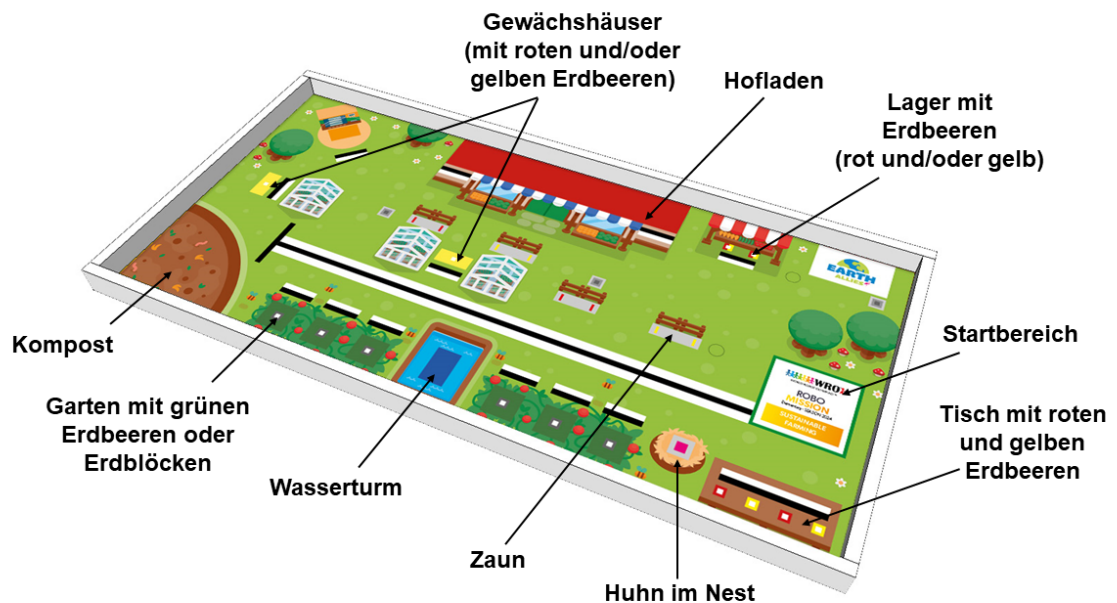 Gewächshäuser
(mit roten und/oder
gelben Erdbeeren)
Hofladen
Lager mit
Erdbeeren
(rot und/oder gelb)
EARTH
ALLIES
Startbereich
Kompost
WRO
ROBO
MISSION
SUSTAINABLE
FARMING
Garten mit grünen
Erdbeeren oder
Erdblöcken
Tisch mit roten
und gelben
Erdbeeren
Wasserturm
Zaun
Huhn im Nest